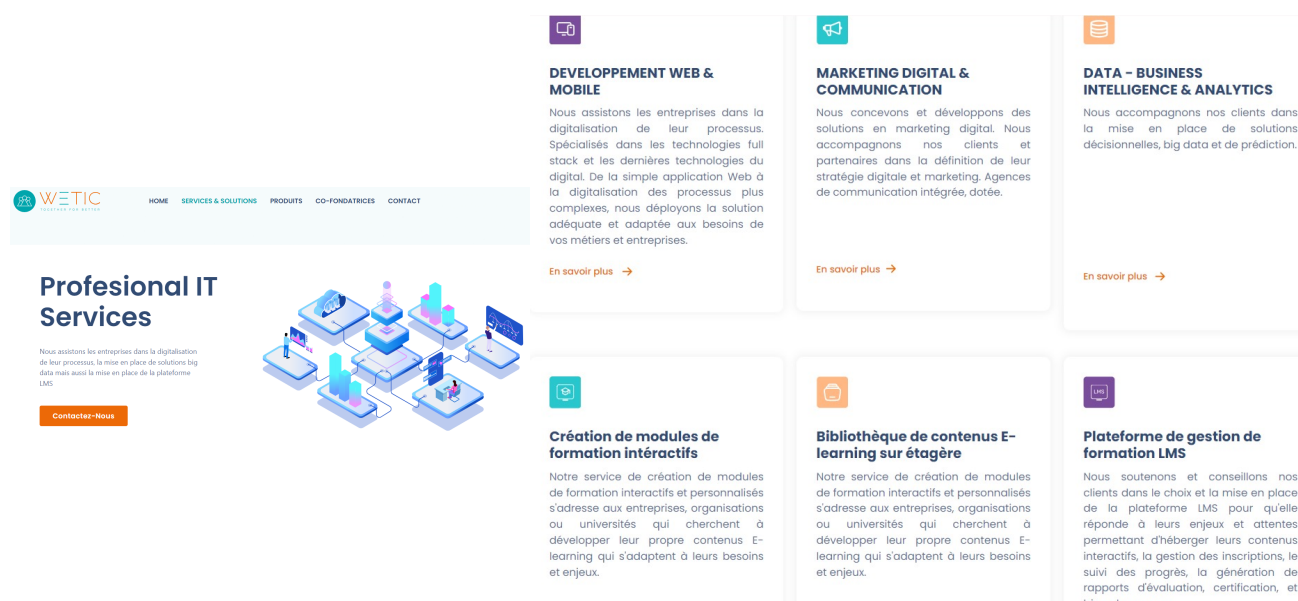 WETIC
TOGETHER FOR BETTER
HOME SERVICES & SOLUTIONS PRODUITS CO-FONDATRICES CONTACT
Profesional IT
Services
Nous assistons les entreprises dans la digitalisation
de leur processus, la mise en place de solutions big
data mais aussi la mise en place de la plateforme
LMS
Contactez-Nous
DEVELOPPEMENT WEB &
MOBILE
Nous assistons les entreprises dans la
digitalisation de leur processus.
Spécialisés dans les technologies full
stack et les dernières technologies du
digital. De la simple application Web à
la digitalisation des processus plus
complexes, nous déployons la solution
adéquate et adaptée aux besoins de
vos métiers et entreprises.
En savoir plus →
MARKETING DIGITAL &
COMMUNICATION
Nous concevons et développons des
solutions en marketing digital. Nous
accompagnons nos clients et
partenaires dans la définition de leur
stratégie digitale et marketing. Agences
de communication intégrée, dotée.
En savoir plus →
DATA - BUSINESS
INTELLIGENCE & ANALYTICS
Nous accompagnons nos clients dans
la mise en place de solutions
décisionnelles, big data et de prédiction.
En savoir plus →
Création de modules de
formation intéractifs
Notre service de création de modules
de formation interactifs et personnalisés
s'adresse aux entreprises, organisations
ou universités qui cherchent à
développer leur propre contenus E-
learning qui s'adaptent à leurs besoins
et enjeux.
Bibliothèque de contenus E-
learning sur étagère
Notre service de création de modules
de formation interactifs et personnalisés
s'adresse aux entreprises, organisations
ou universités qui cherchent à
développer leur propre contenus E-
learning qui s'adaptent à leurs besoins
et enjeux.
LMS
Plateforme de gestion de
formation LMS
Nous soutenons et conseillons nos
clients dans le choix et la mise en place
de la plateforme LMS pour qu'elle
réponde à leurs enjeux et attentes
permettant d'héberger leurs contenus
interactifs, la gestion des inscriptions, le
suivi des progrès, la génération de
rapports d'évaluation, certification, et